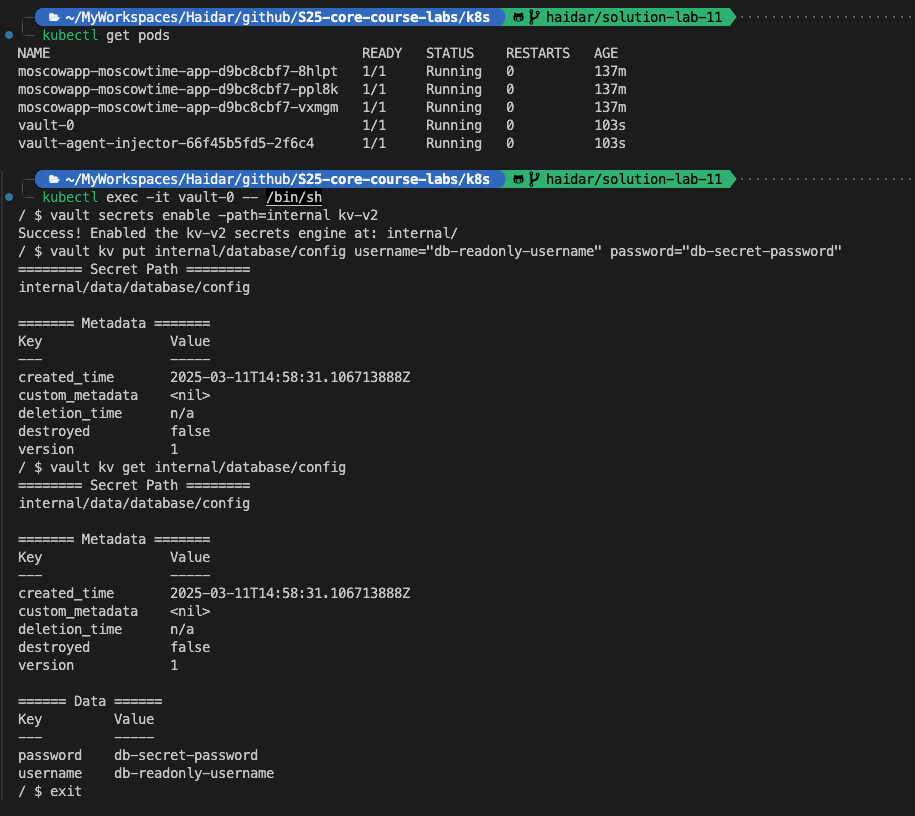 ~/MyWorkspaces/Haidar/github/S25-core-course-labs/k8s haidar/solution-lab-11
kubectl get pods
NAME READY STATUS RESTARTS AGE
moscowapp-moscowtime-app-d9bc8cbf7-8hlpt 1/1 Running 0 137m
moscowapp-moscowtime-app-d9bc8cbf7-ppl8k 1/1 Running 0 137m
moscowapp-moscowtime-app-d9bc8cbf7-vxmgm 1/1 Running 0 137m
vault-0 1/1 Running 0 103s
vault-agent-injector-66f45b5fd5-2f6c4 1/1 Running 0 103s
~/MyWorkspaces/Haidar/github/S25-core-course-labs/k8s haidar/solution-lab-11
kubectl exec -it vault-0 -- /bin/sh
/ $ vault secrets enable -path=internal kv-v2
Success! Enabled the kv-v2 secrets engine at: internal/
/ $ vault kv put internal/database/config username="db-readonly-username" password="db-secret-password"
======== Secret Path ========
internal/data/database/config
======= Metadata =======
Key Value
--- -----
created_time 2025-03-11T14:58:31.106713888Z
custom_metadata <nil>
deletion_time n/a
destroyed false
version 1
/ $ vault kv get internal/database/config
======== Secret Path ========
internal/data/database/config
======= Metadata =======
Key Value
--- -----
created_time 2025-03-11T14:58:31.106713888Z
custom_metadata <nil>
deletion_time n/a
destroyed false
version 1
====== Data ======
Key Value
--- -----
password db-secret-password
username db-readonly-username
/ $ exit